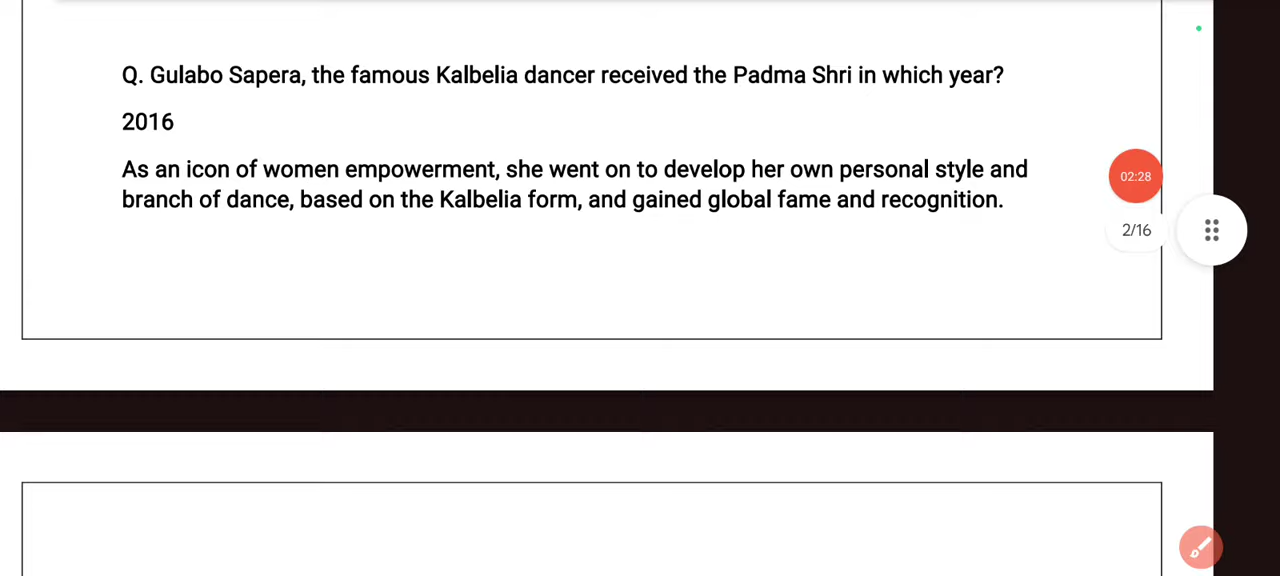 Q. Gulabo Sapera, the famous Kalbelia dancer received the Padma Shri in which year?
2016
As an icon of women empowerment, she went on to develop her own personal style and
branch of dance, based on the Kalbelia form, and gained global fame and recognition.
02:28
2/16